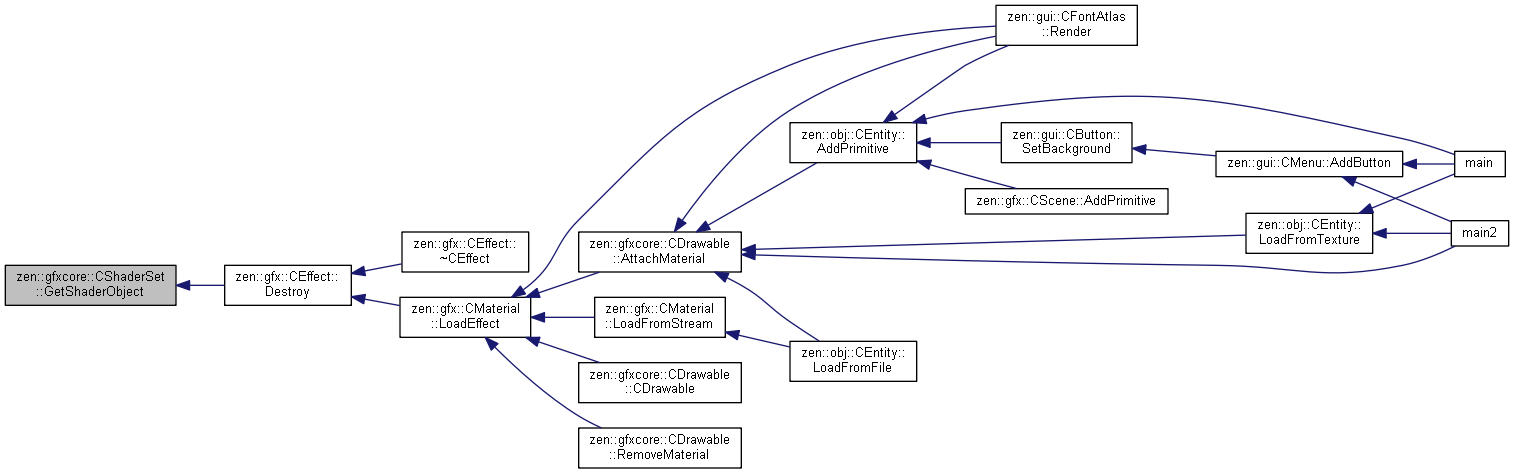 zen::gfxcore::CShaderSet
::GetShaderObject
zen::gfx::CEffect::
Destroy
zen::gfx::CEffect::
~CEffect
zen::gfx::CMaterial
::LoadEffect
zen::gfxcore::CDrawable
::AttachMaterial
zen::gfx::CMaterial
::LoadFromStream
zen::gfxcore::CDrawable
::CDrawable
zen::gfxcore::CDrawable
::RemoveMaterial
zen::obj::CEntity::
AddPrimitive
zen::obj::CEntity::
LoadFromFile
zen::gui::CFontAtlas
::Render
zen::gui::CButton::
SetBackground
zen::gfx::CScene::AddPrimitive
zen::gui::CMenu::AddButton
zen::obj::CEntity::
LoadFromTexture
main
main2